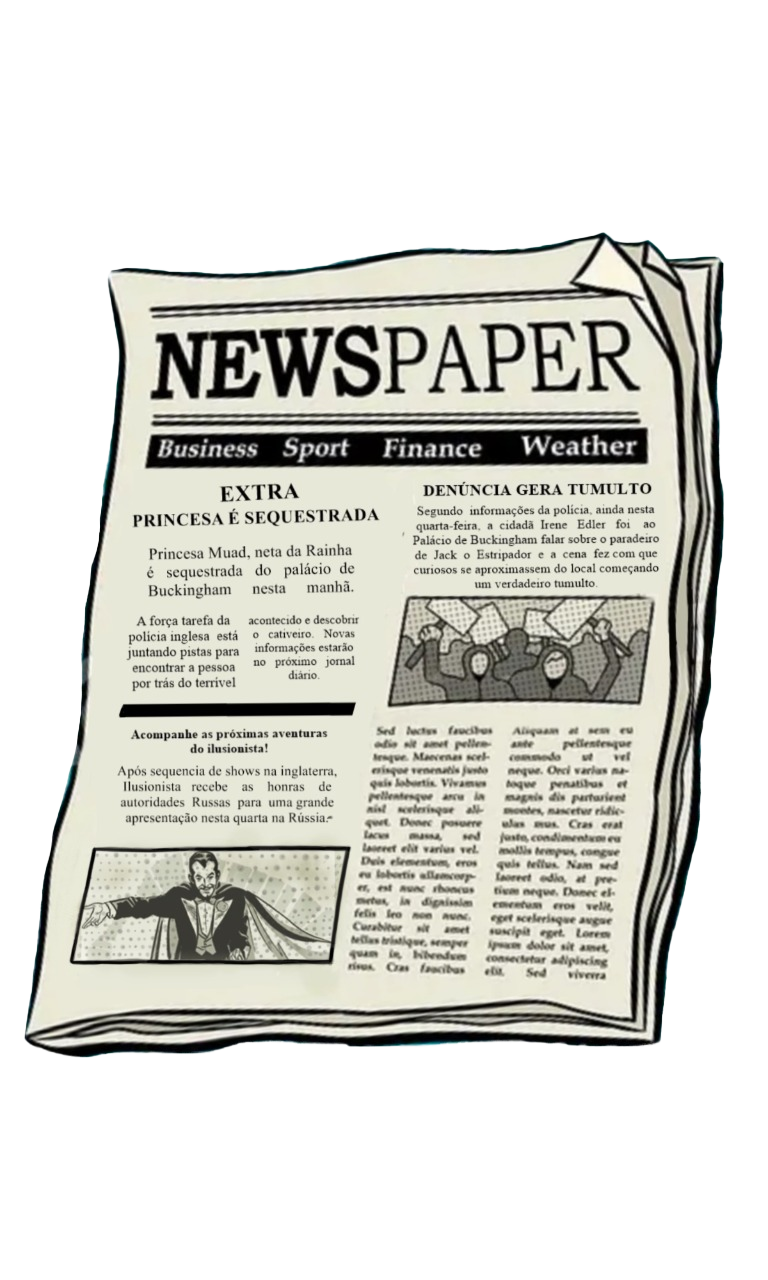 NEWSPAPER
Business Sport Finance Weather
EXTRA
PRINCESA É SEQUESTRADA
Princesa Muad, neta da Rainha
é sequestrada do palácio de
Buckingham nesta manhã.
A força tarefa da
polícia inglesa está
juntando pistas para
encontrar a pessoa
por trás do terrivel
acontecido e descobrir
o cativeiro. Novas
informações estarão
no próximo jornal
diário.
Acompanhe as próximas aventuras
do ilusionista!
Após sequencia de shows na inglaterra,
Ilusionista recebe as honras de
autoridades Russas para uma grande
apresentação nesta quarta na Rússia.
DENÚNCIA GERA TUMULTO
Segundo informações da polícia, ainda nesta
quarta-feira, a cidadã Irene Edler foi ao
Palácio de Buckingham falar sobre o paradeiro
de Jack o Estripador e a cena fez com que
curiosos se aproximassem do local começando
um verdadeiro tumulto.
Sed luctus faucibus
odio sit amet pellen-
tesque. Maecenas scel-
erisque venenatis justo
quis lobortis. Vivamus
pellentesque arcu in
nisl scelerisque ali-
quet. Donec posuere
lacus massa, sed
laoreet elit varius vel.
Duis elementum, eros
eu lobortis ullamcorp-
er, est nunc rhoncus
metus, in dignissim
felis leo non nunc.
Curabitur sit amet
tellus tristique, semper
quam in, bibendum
risus. Cras faucibus
Aliquam at sem eu
ante pellentesque
commodo ut vel
neque. Orci varius na-
toque penatibus et
magnis dis parturient
montes, nascetur ridic-
ulus mus. Cras erat
justo, condimentum eu
mollis tempus, congue
quis tellus. Nam sed
laoreet odio, at pre-
tium neque. Donec el-
ementum eros velit,
eget scelerisque augue
suscipit eget. Lorem
ipsum dolor sit amet,
consectetur adipiscing
elit. Sed viverra